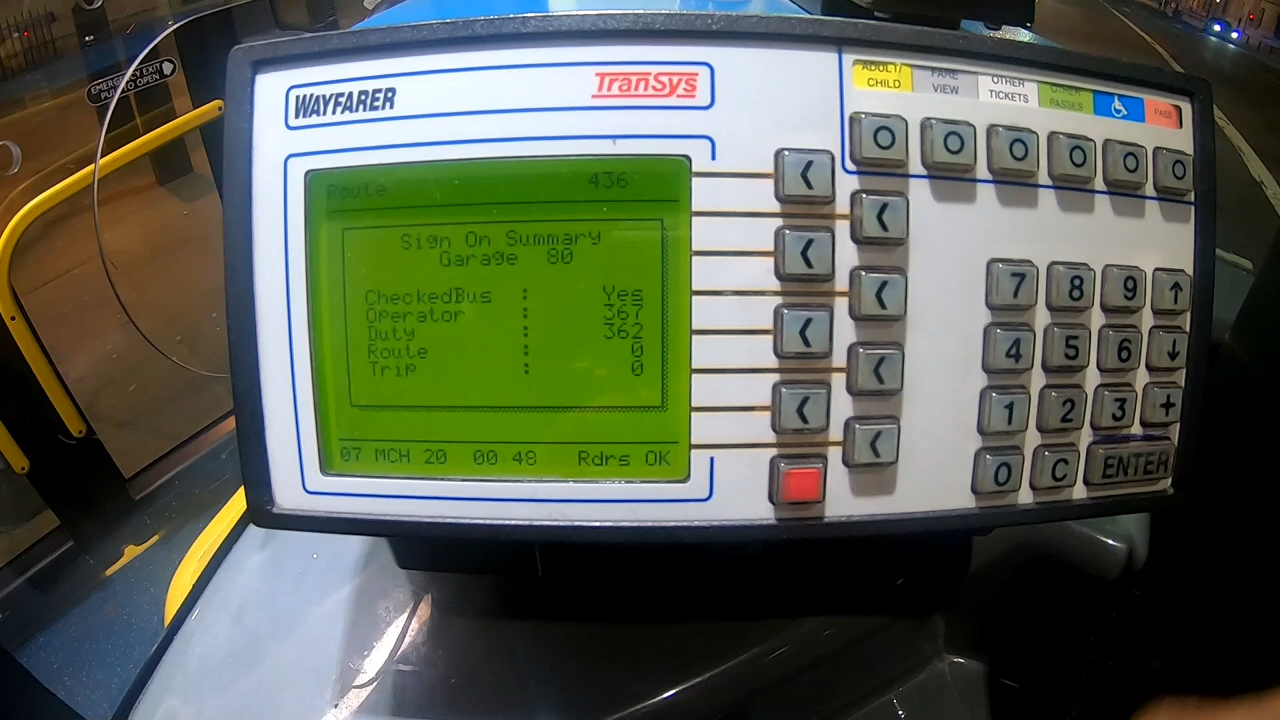 EMERGENCY EXIT
PUSH TO OPEN
WAYFARER
TranSys
ADULT/
CHILD
FARE
VIEW
OTHER
TICKETS
OTHER
PASSES
PASS
Route 436
Sign On Summary
Garage 80
CheckedBus : Yes
Operator : 367
Duty : 362
Route : 0
Trip : 0
07 MCH 20 00 48 Rdrs OK
7 8 9 ↑
4 5 6 ↓
1 2 3 +
0 C ENTER